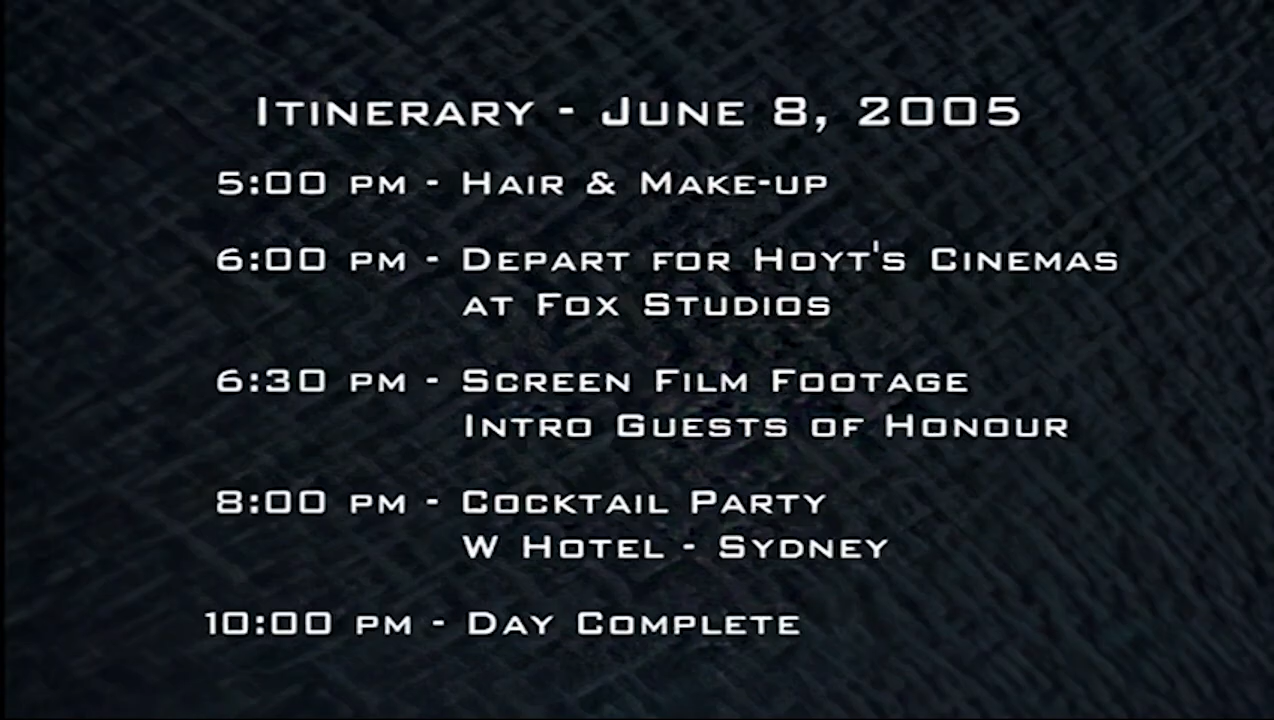 Itinerary - June 8, 2005
5:00 pm - Hair & Make-up
6:00 pm - Depart for Hoyt's Cinemas
at Fox Studios
6:30 pm - Screen Film Footage
Intro Guests of Honour
8:00 pm - Cocktail Party
W Hotel - Sydney
10:00 pm - Day Complete